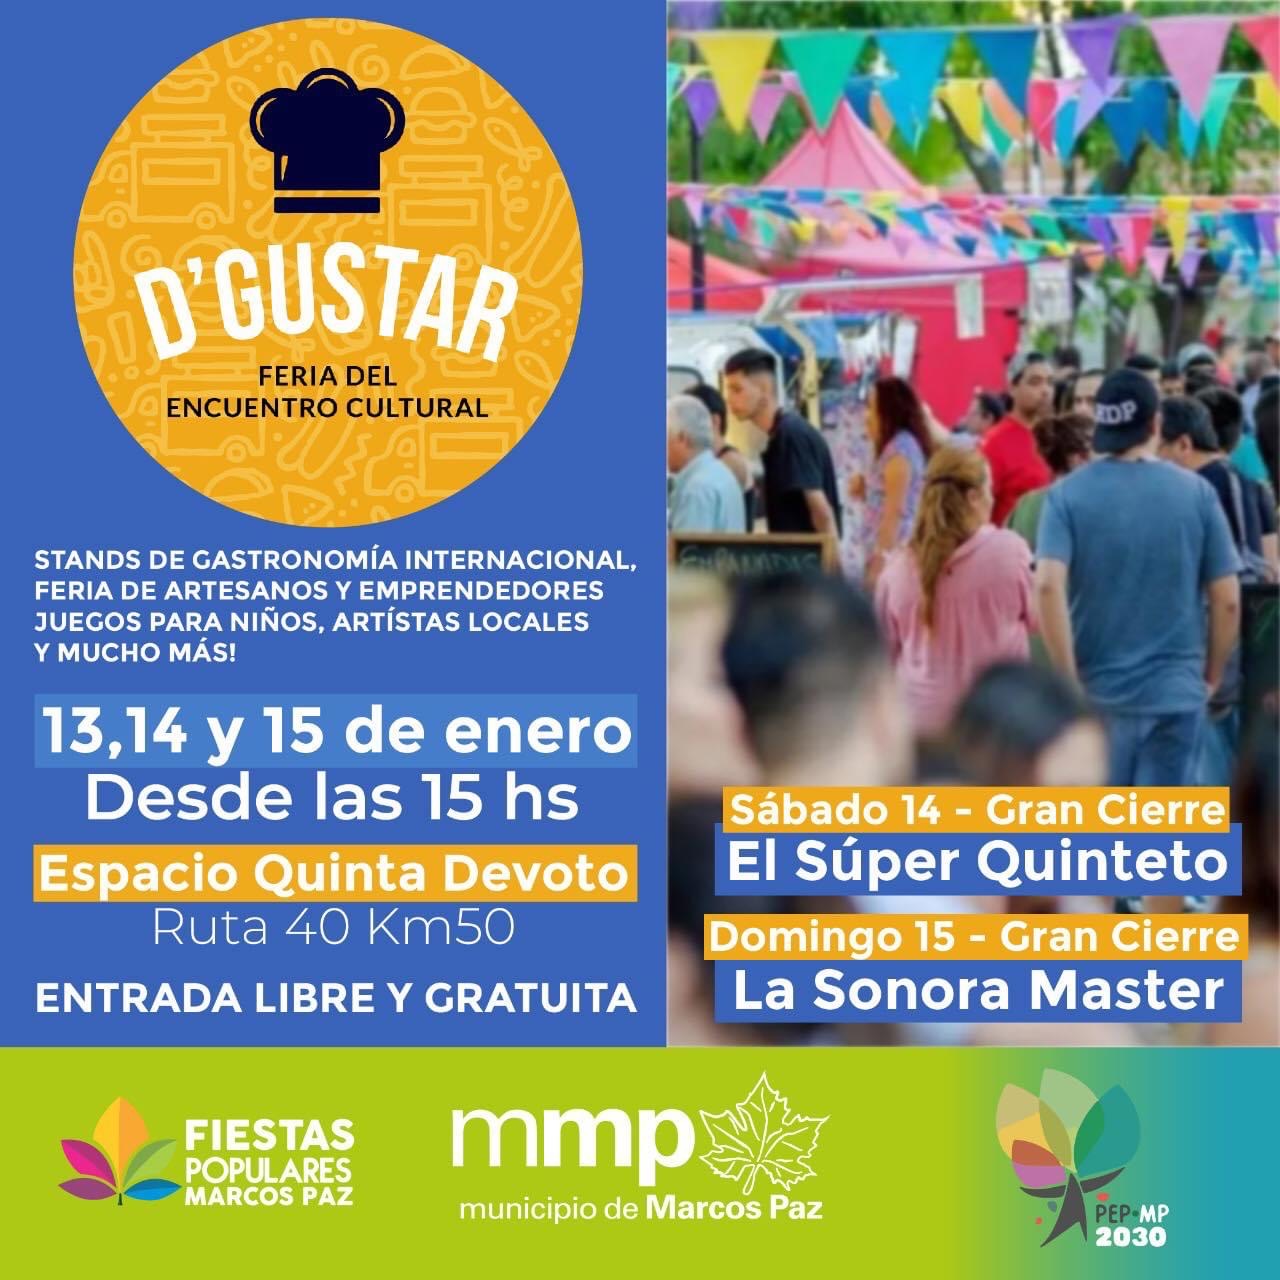 D'GUSTAR
FERIA DEL
ENCUENTRO CULTURAL
STANDS DE GASTRONOMÍA INTERNACIONAL,
FERIA DE ARTESANOS Y EMPRENDEDORES
JUEGOS PARA NIÑOS, ARTÍSTAS LOCALES
Y MUCHO MÁS!
13,14 y 15 de enero
Desde las 15 hs
Espacio Quinta Devoto
Ruta 40 Km50
ENTRADA LIBRE Y GRATUITA
EMPANADAS
HDP
Sábado 14 - Gran Cierre
El Súper Quinteto
Domingo 15 - Gran Cierre
La Sonora Master
FIESTAS
POPULARES
MARCOS PAZ
mmp
municipio de Marcos Paz
PEP·MP
2030